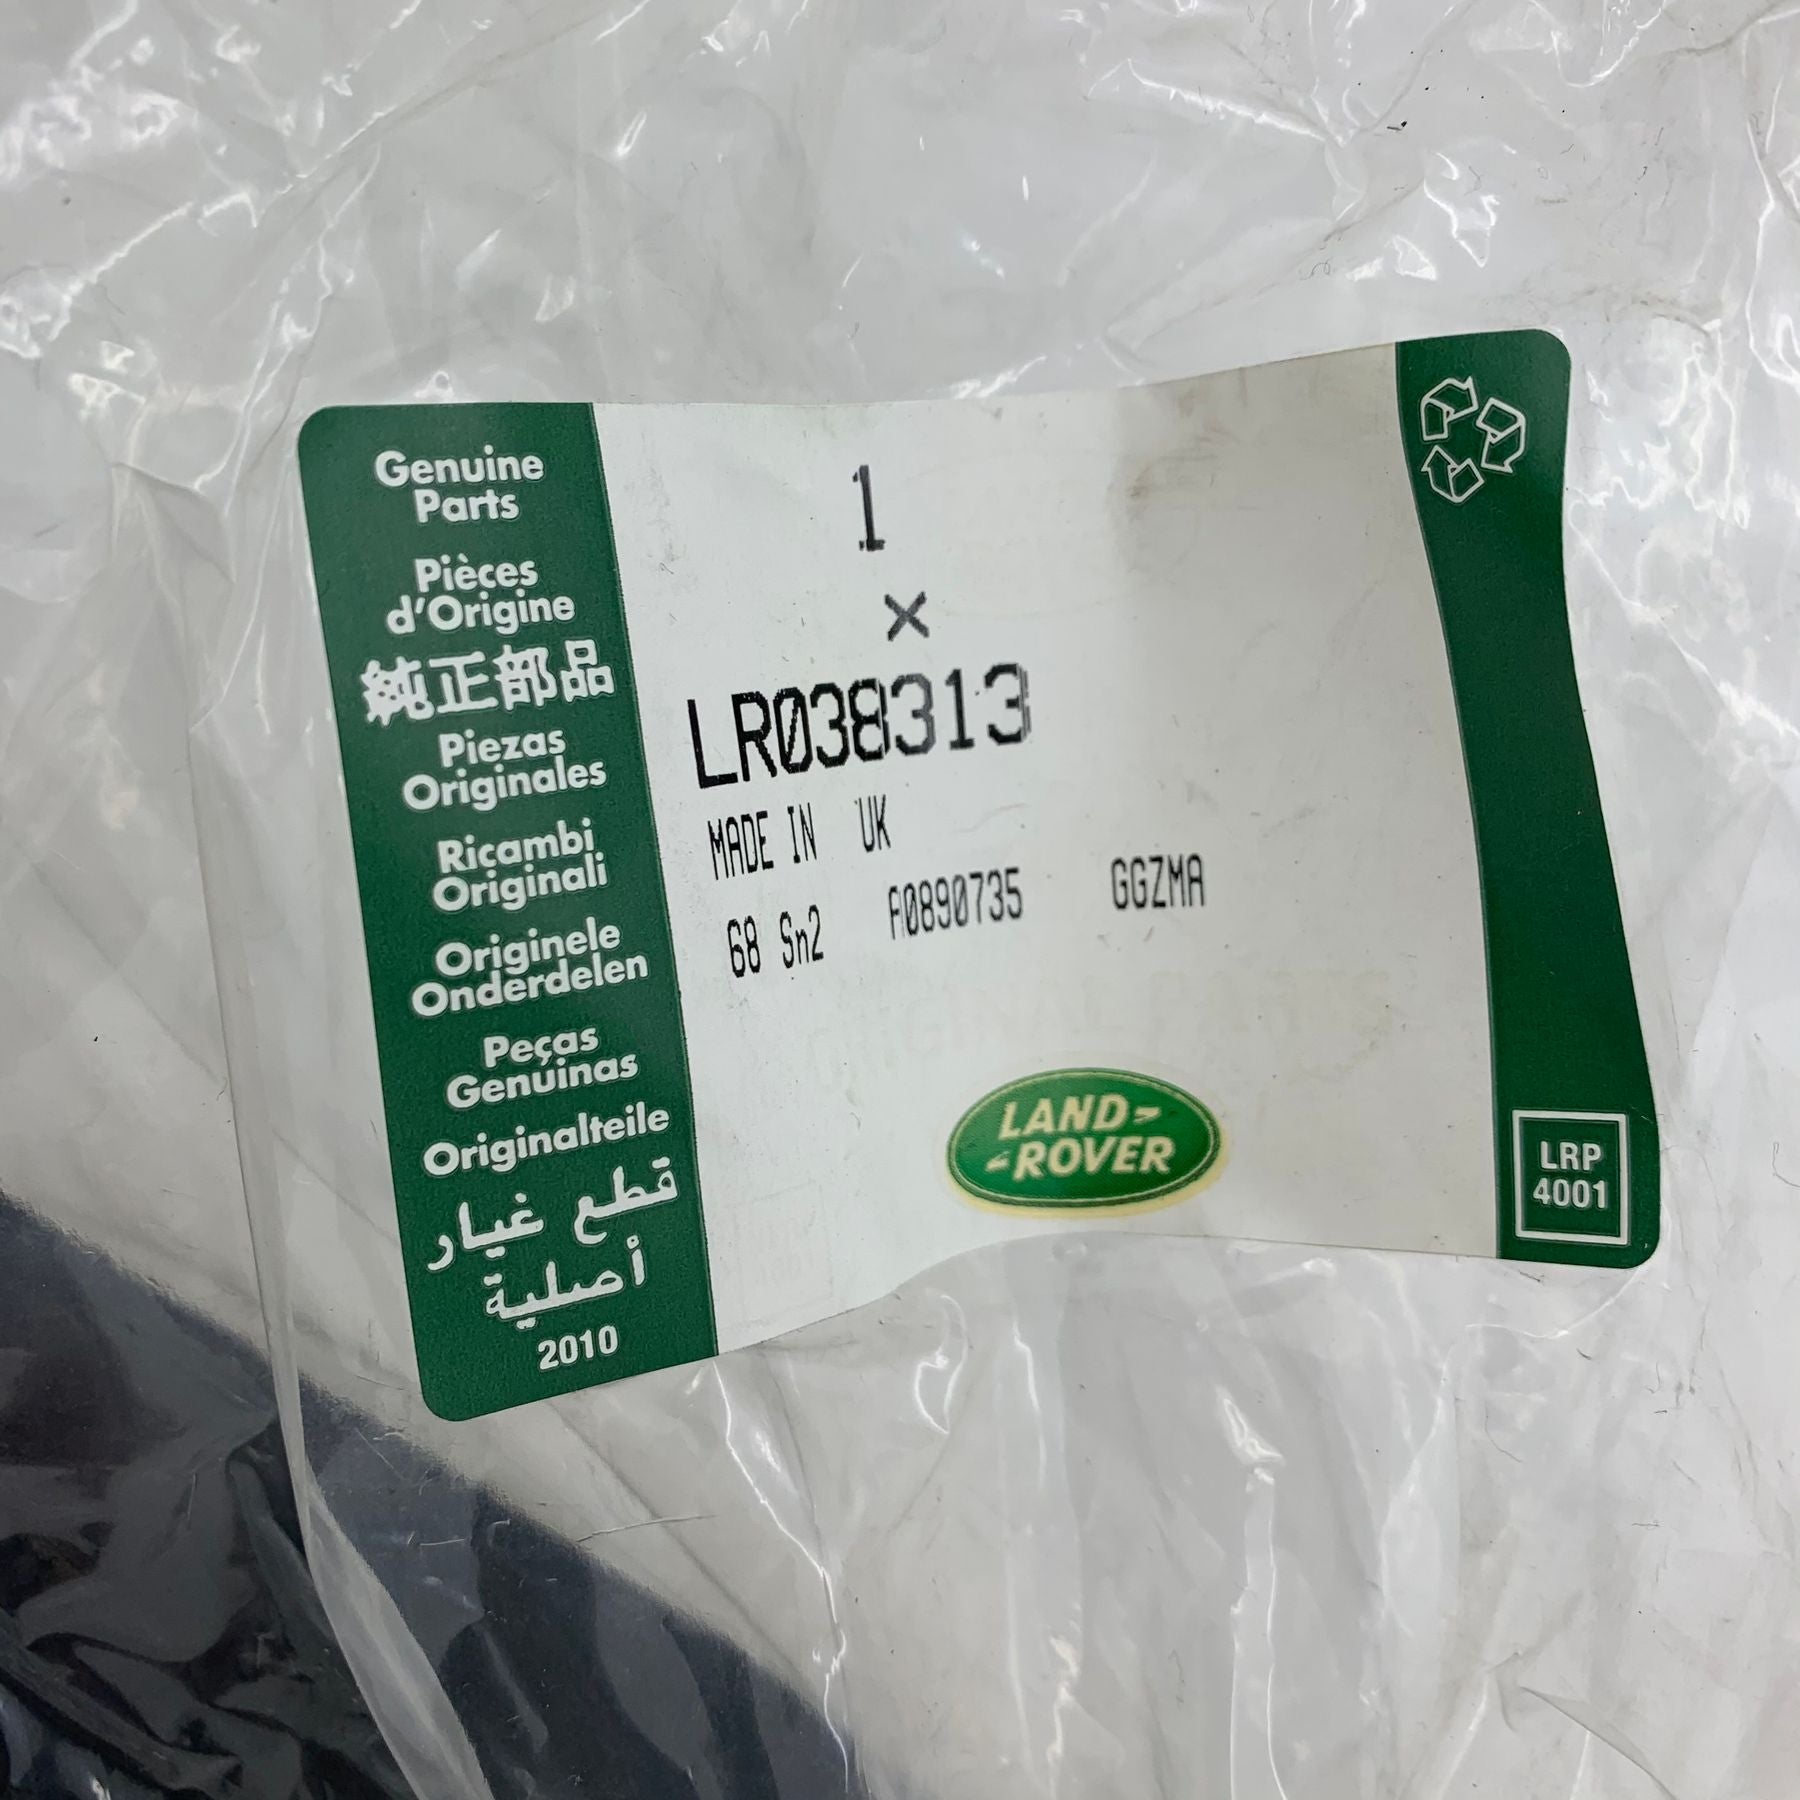 Genuine
Parts
Pièces
d'Origine
純正部品
Piezas
Originales
Ricambi
Originali
Originele
Onderdelen
Peças
Genuinas
Originalteile
قطع غيار
أصلية
2010
1
×
LR038313
MADE IN UK
68 Sn2 A0890735 GGZMA
LAND-
-ROVER
LRP
4001